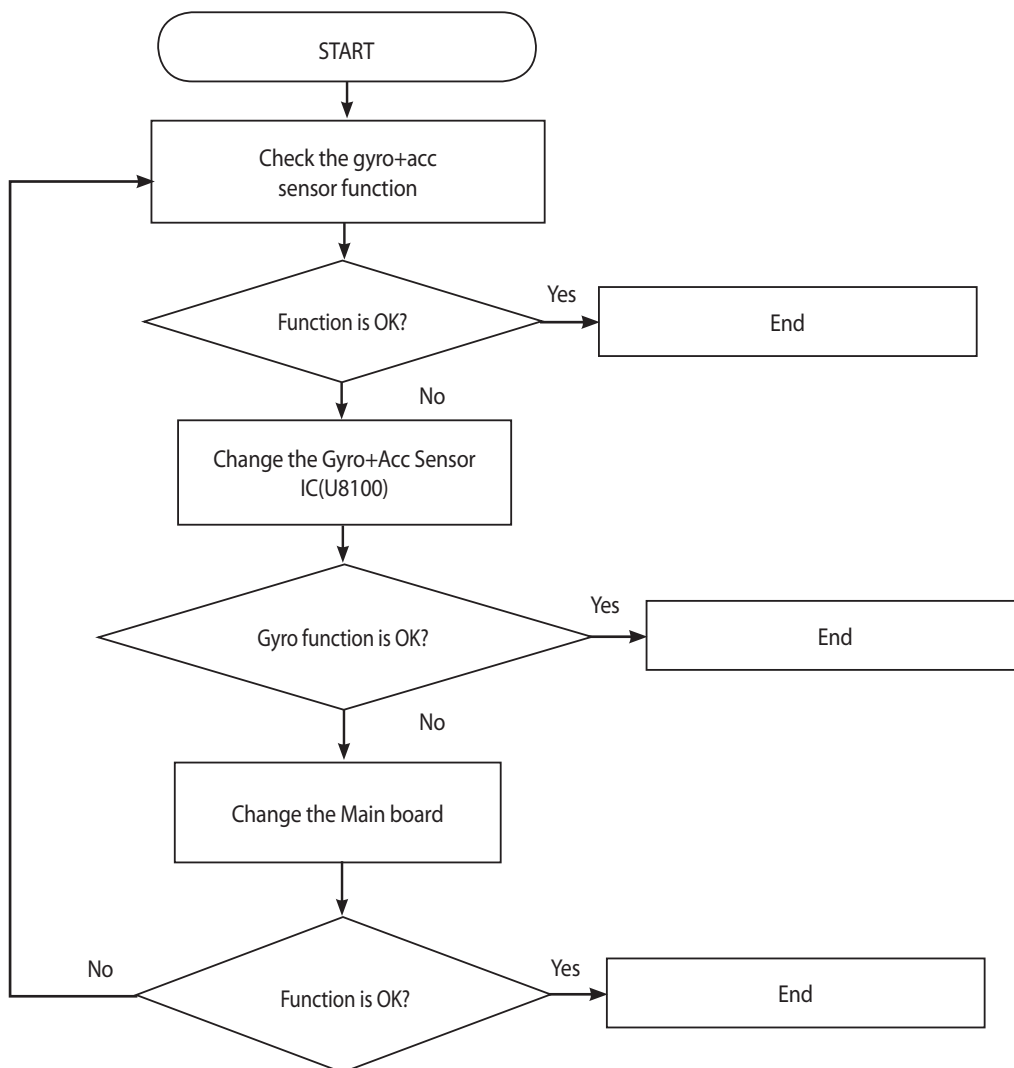 START
Check the gyro+acc
sensor function
Function is OK?
Yes
End
No
Change the Gyro+Acc Sensor
IC(U8100)
Gyro function is OK?
Yes
End
No
Change the Main board
No
Function is OK?
Yes
End